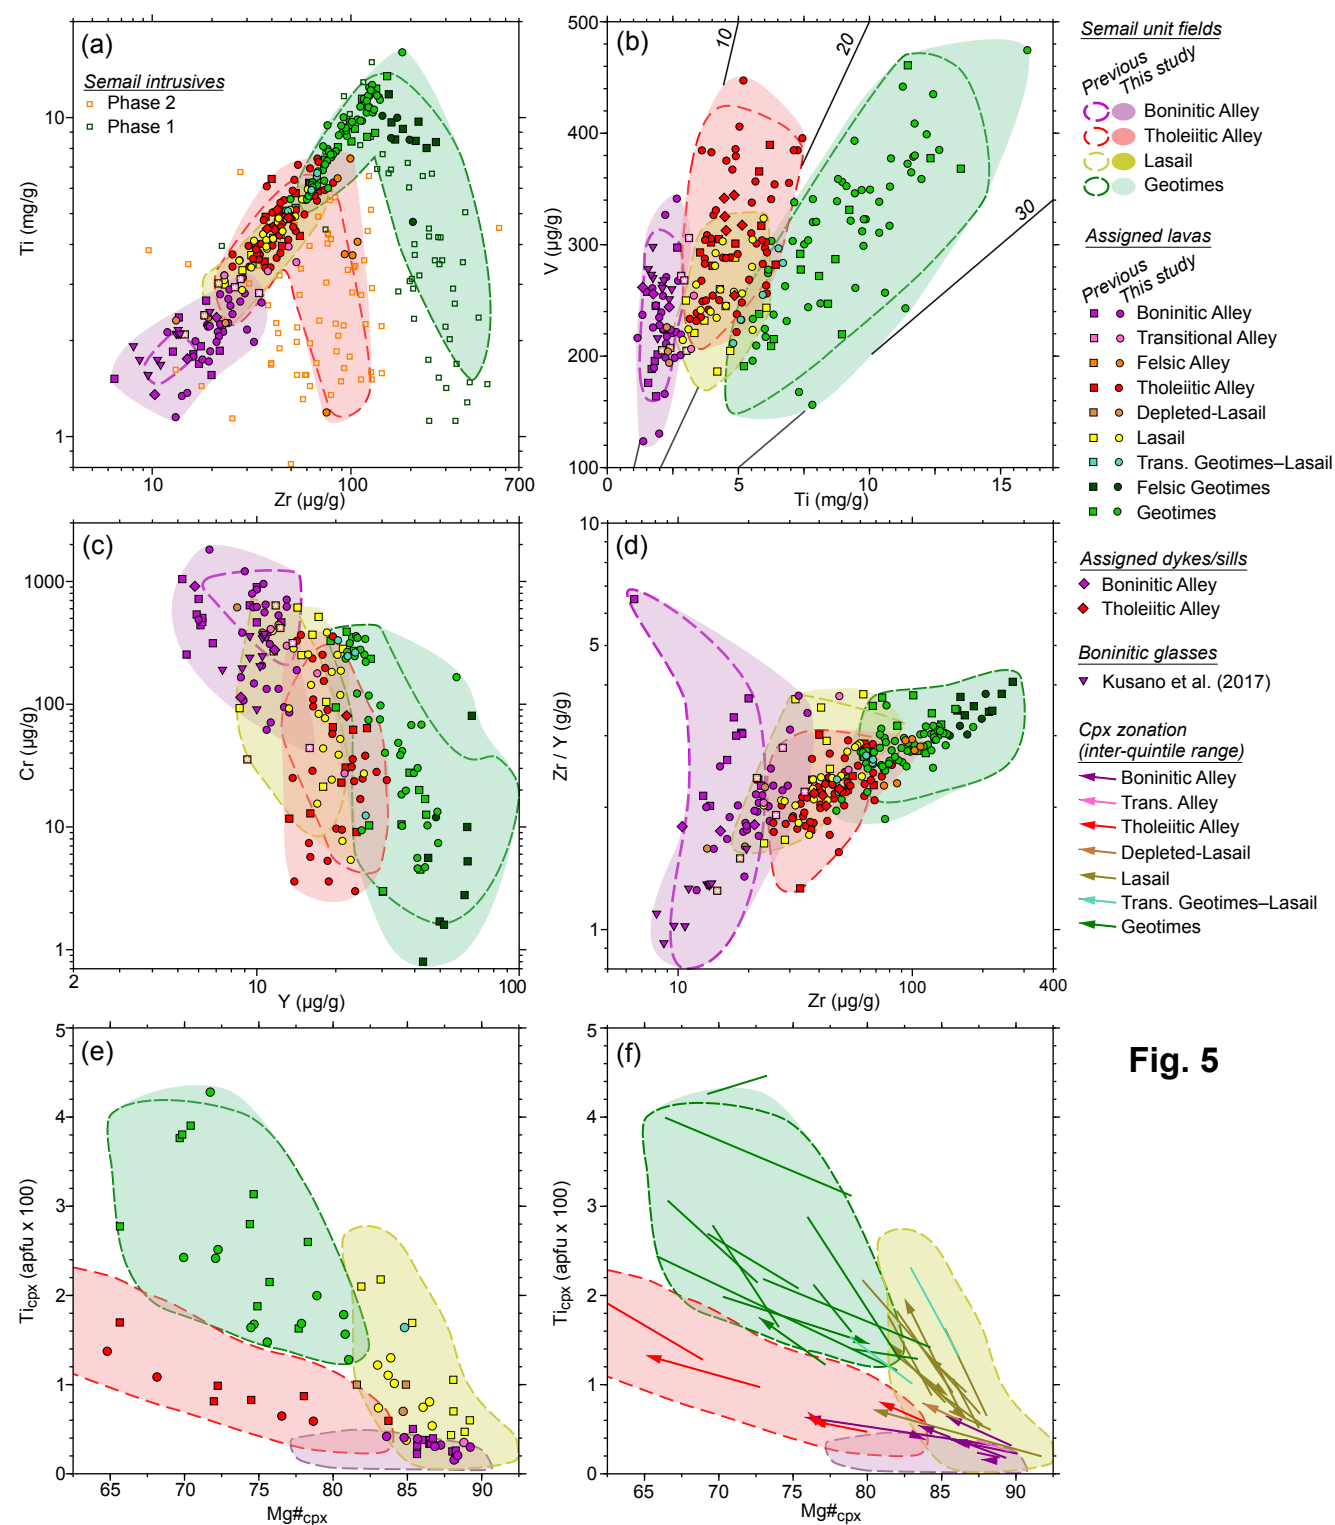 (a)
Semail intrusives
Phase 2
Phase 1
10
1
Ti (mg/g)
10
100
700
Zr (µg/g)
(b)
10
20
30
500
400
300
200
100
V (µg/g)
0
5
10
15
Ti (mg/g)
Semail unit fields
Previous
This study
Boninitic Alley
Tholeiitic Alley
Lasail
Geotimes
Assigned lavas
Previous
This study
Boninitic Alley
Transitional Alley
Felsic Alley
Tholeiitic Alley
Depleted-Lasail
Lasail
Trans. Geotimes–Lasail
Felsic Geotimes
Geotimes
Assigned dykes/sills
Boninitic Alley
Tholeiitic Alley
Boninitic glasses
Kusano et al. (2017)
Cpx zonation
(inter-quintile range)
Boninitic Alley
Trans. Alley
Tholeiitic Alley
Depleted-Lasail
Lasail
Trans. Geotimes–Lasail
Geotimes
(c)
1000
100
10
1
Cr (µg/g)
2
10
100
Y (µg/g)
(d)
10
5
1
Zr / Y (g/g)
10
100
400
Zr (µg/g)
(e)
5
4
3
2
1
0
Ticpx (apfu x 100)
65
70
75
80
85
90
Mg#cpx
(f)
5
4
3
2
1
0
Ticpx (apfu x 100)
65
70
75
80
85
90
Mg#cpx
Fig. 5